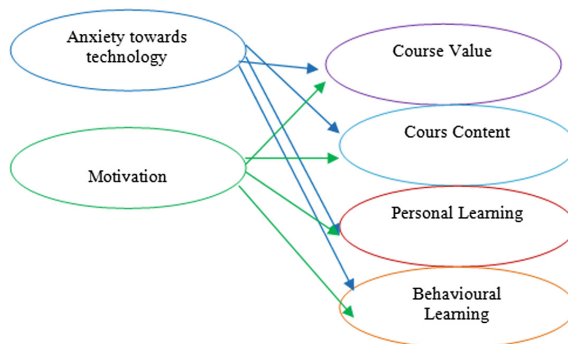 Anxiety towards
technology
Course Value
Cours Content
Motivation
Personal Learning
Behavioural
Learning